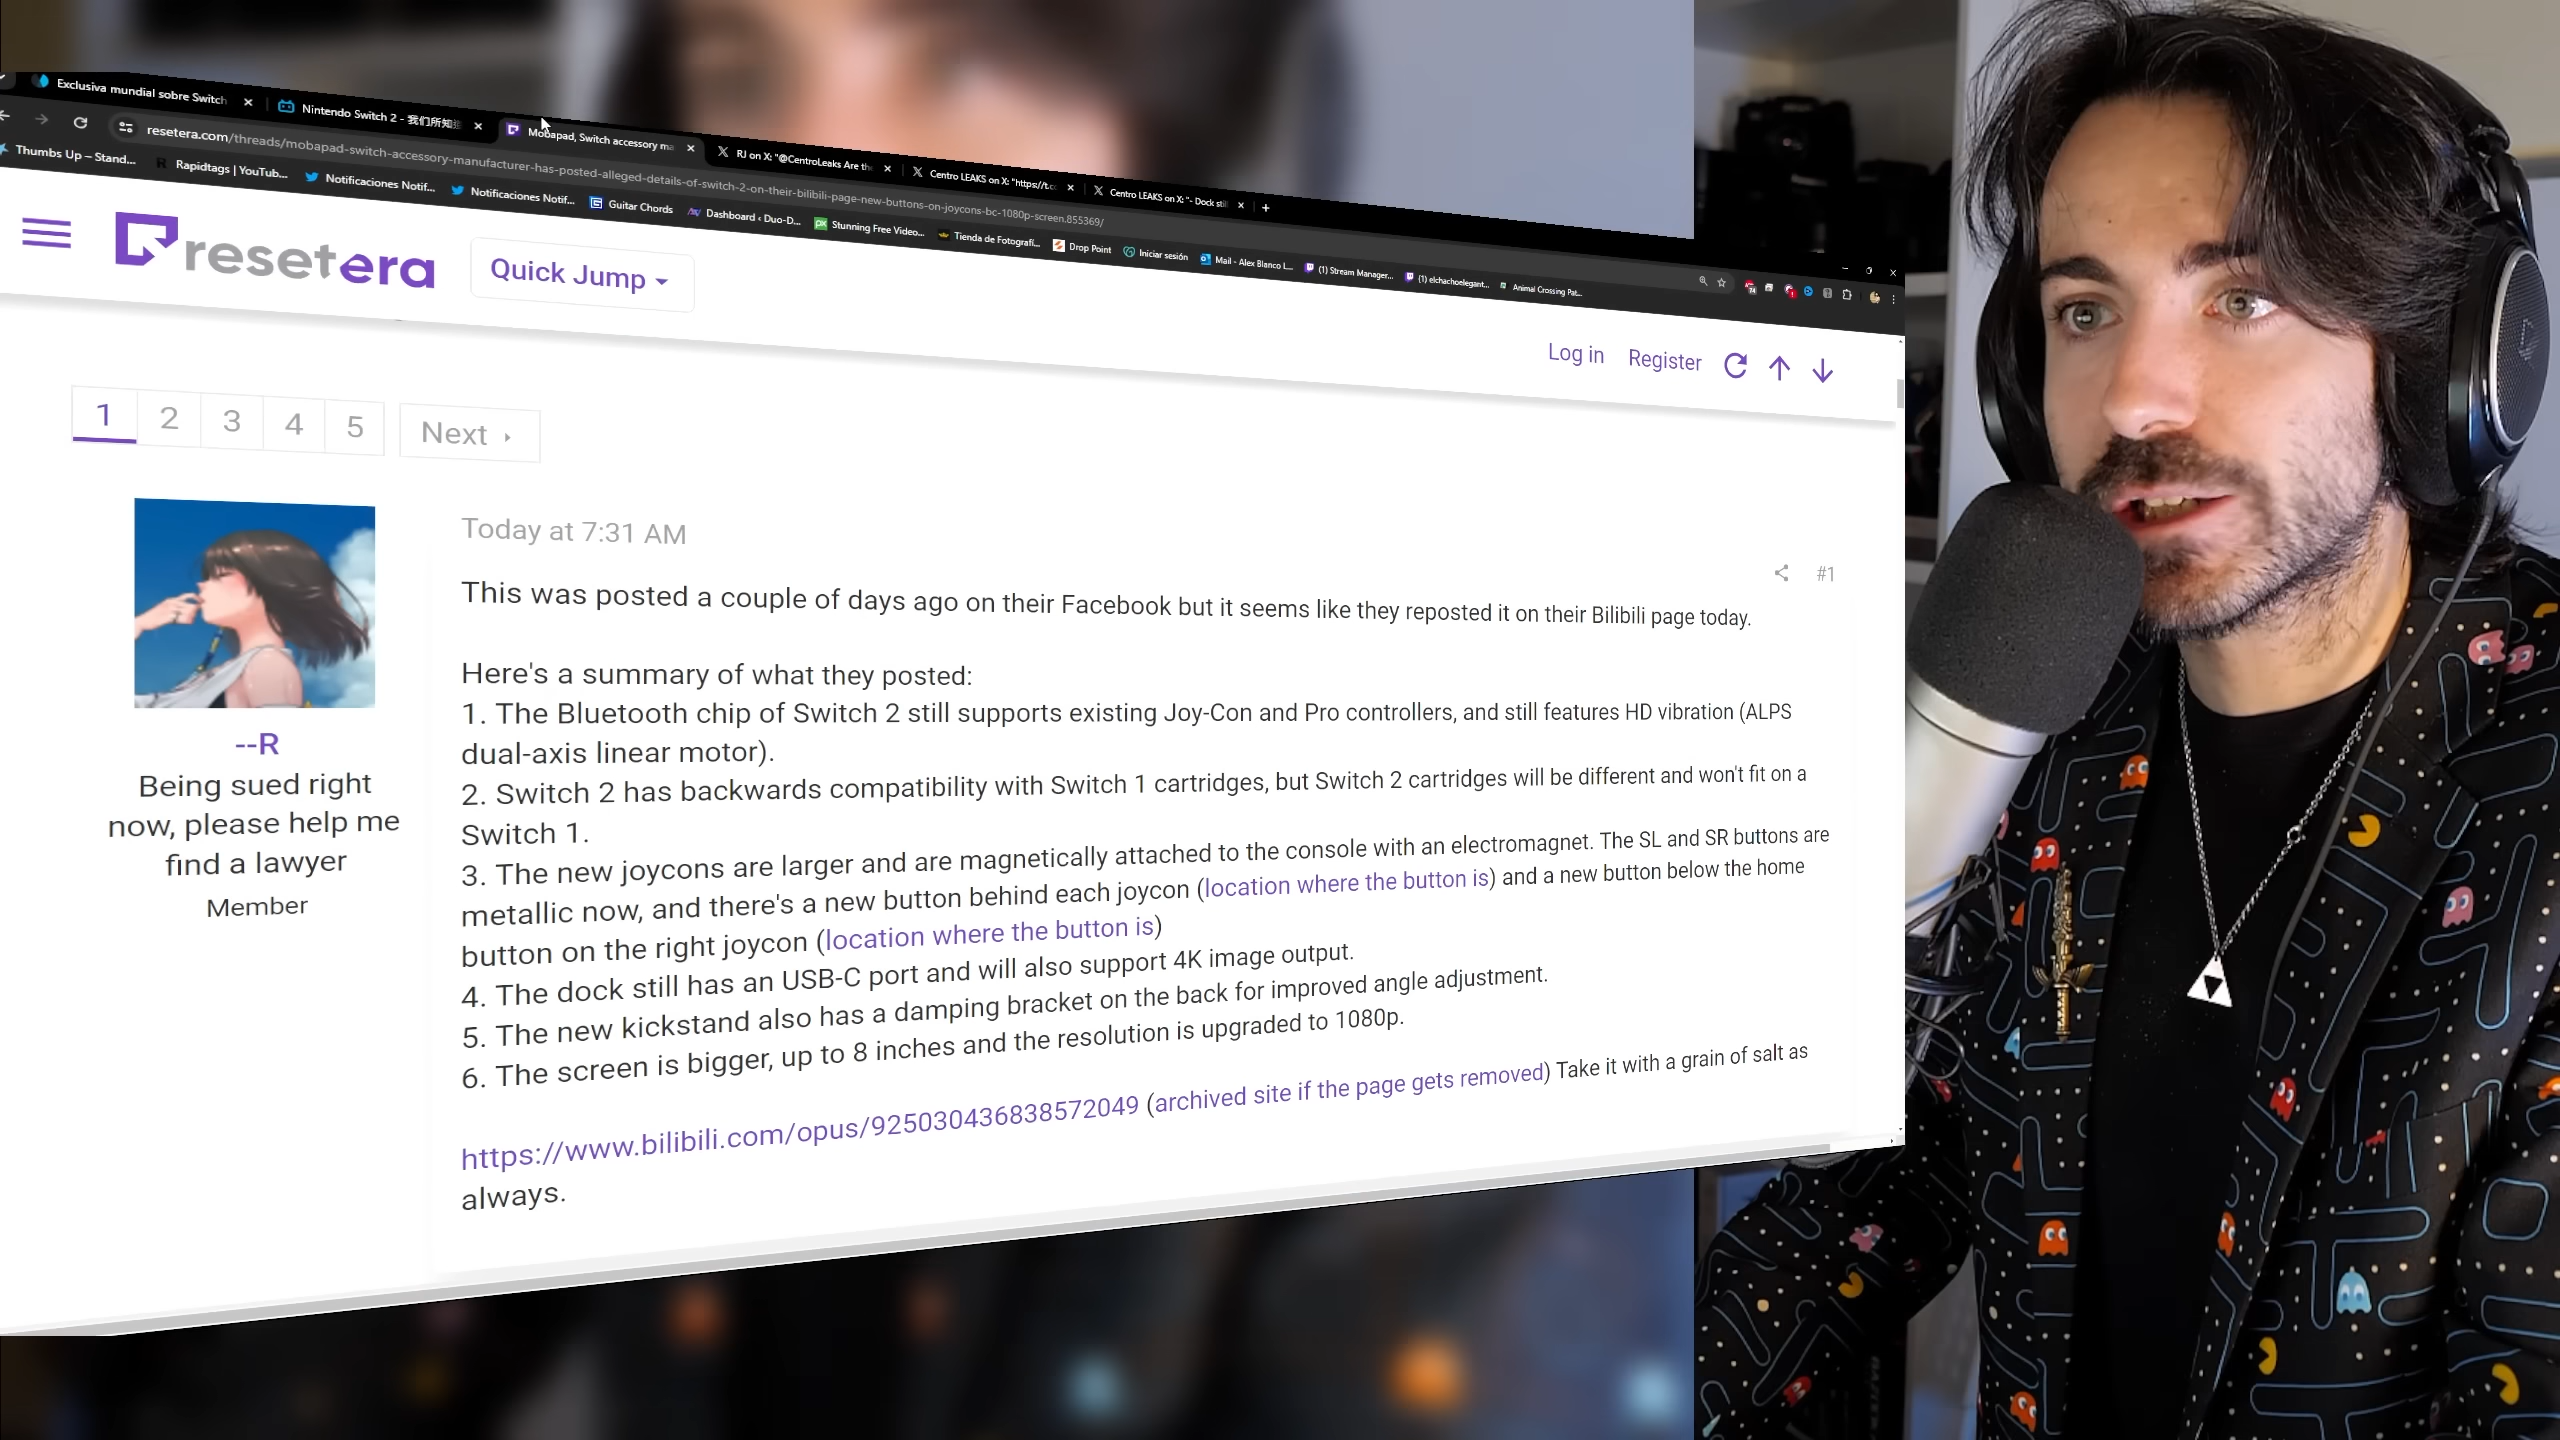 Exclusiva mundial sobre Switch
Nintendo Switch 2 - 我们所知
Mobapad, Switch accessory ma
RJ on X: "@CentroLeaks Are th
Centro LEAKS on X: "https://t.c
Centro LEAKS on X: "- Dock sti
resetera.com/threads/mobapad-switch-accessory-manufacturer-has-posted-alleged-details-of-switch-2-on-their-bilibili-page-new-buttons-on-joycons-bc-1080p-screen.855369/
Thumbs Up – Stand...
Rapidtags | YouTub...
Notificaciones Notif...
Notificaciones Notif...
Guitar Chords
Dashboard ‹ Duo-D...
Stunning Free Video...
Tienda de Fotografí...
Drop Point
Iniciar sesión
Mail - Alex Blanco L...
(1) Stream Manager...
(1) elchachoelegant...
Animal Crossing Pat...
resetera
Quick Jump
Log in
Register
1 2 3 4 5 Next
Today at 7:31 AM
#1
This was posted a couple of days ago on their Facebook but it seems like they reposted it on their Bilibili page today.
Here's a summary of what they posted:
1. The Bluetooth chip of Switch 2 still supports existing Joy-Con and Pro controllers, and still features HD vibration (ALPS
dual-axis linear motor).
2. Switch 2 has backwards compatibility with Switch 1 cartridges, but Switch 2 cartridges will be different and won't fit on a
Switch 1.
3. The new joycons are larger and are magnetically attached to the console with an electromagnet. The SL and SR buttons are
metallic now, and there's a new button behind each joycon (location where the button is) and a new button below the home
button on the right joycon (location where the button is)
4. The dock still has an USB-C port and will also support 4K image output.
5. The new kickstand also has a damping bracket on the back for improved angle adjustment.
6. The screen is bigger, up to 8 inches and the resolution is upgraded to 1080p.
https://www.bilibili.com/opus/925030436838572049 (archived site if the page gets removed) Take it with a grain of salt as
always.
--R
Being sued right
now, please help me
find a lawyer
Member